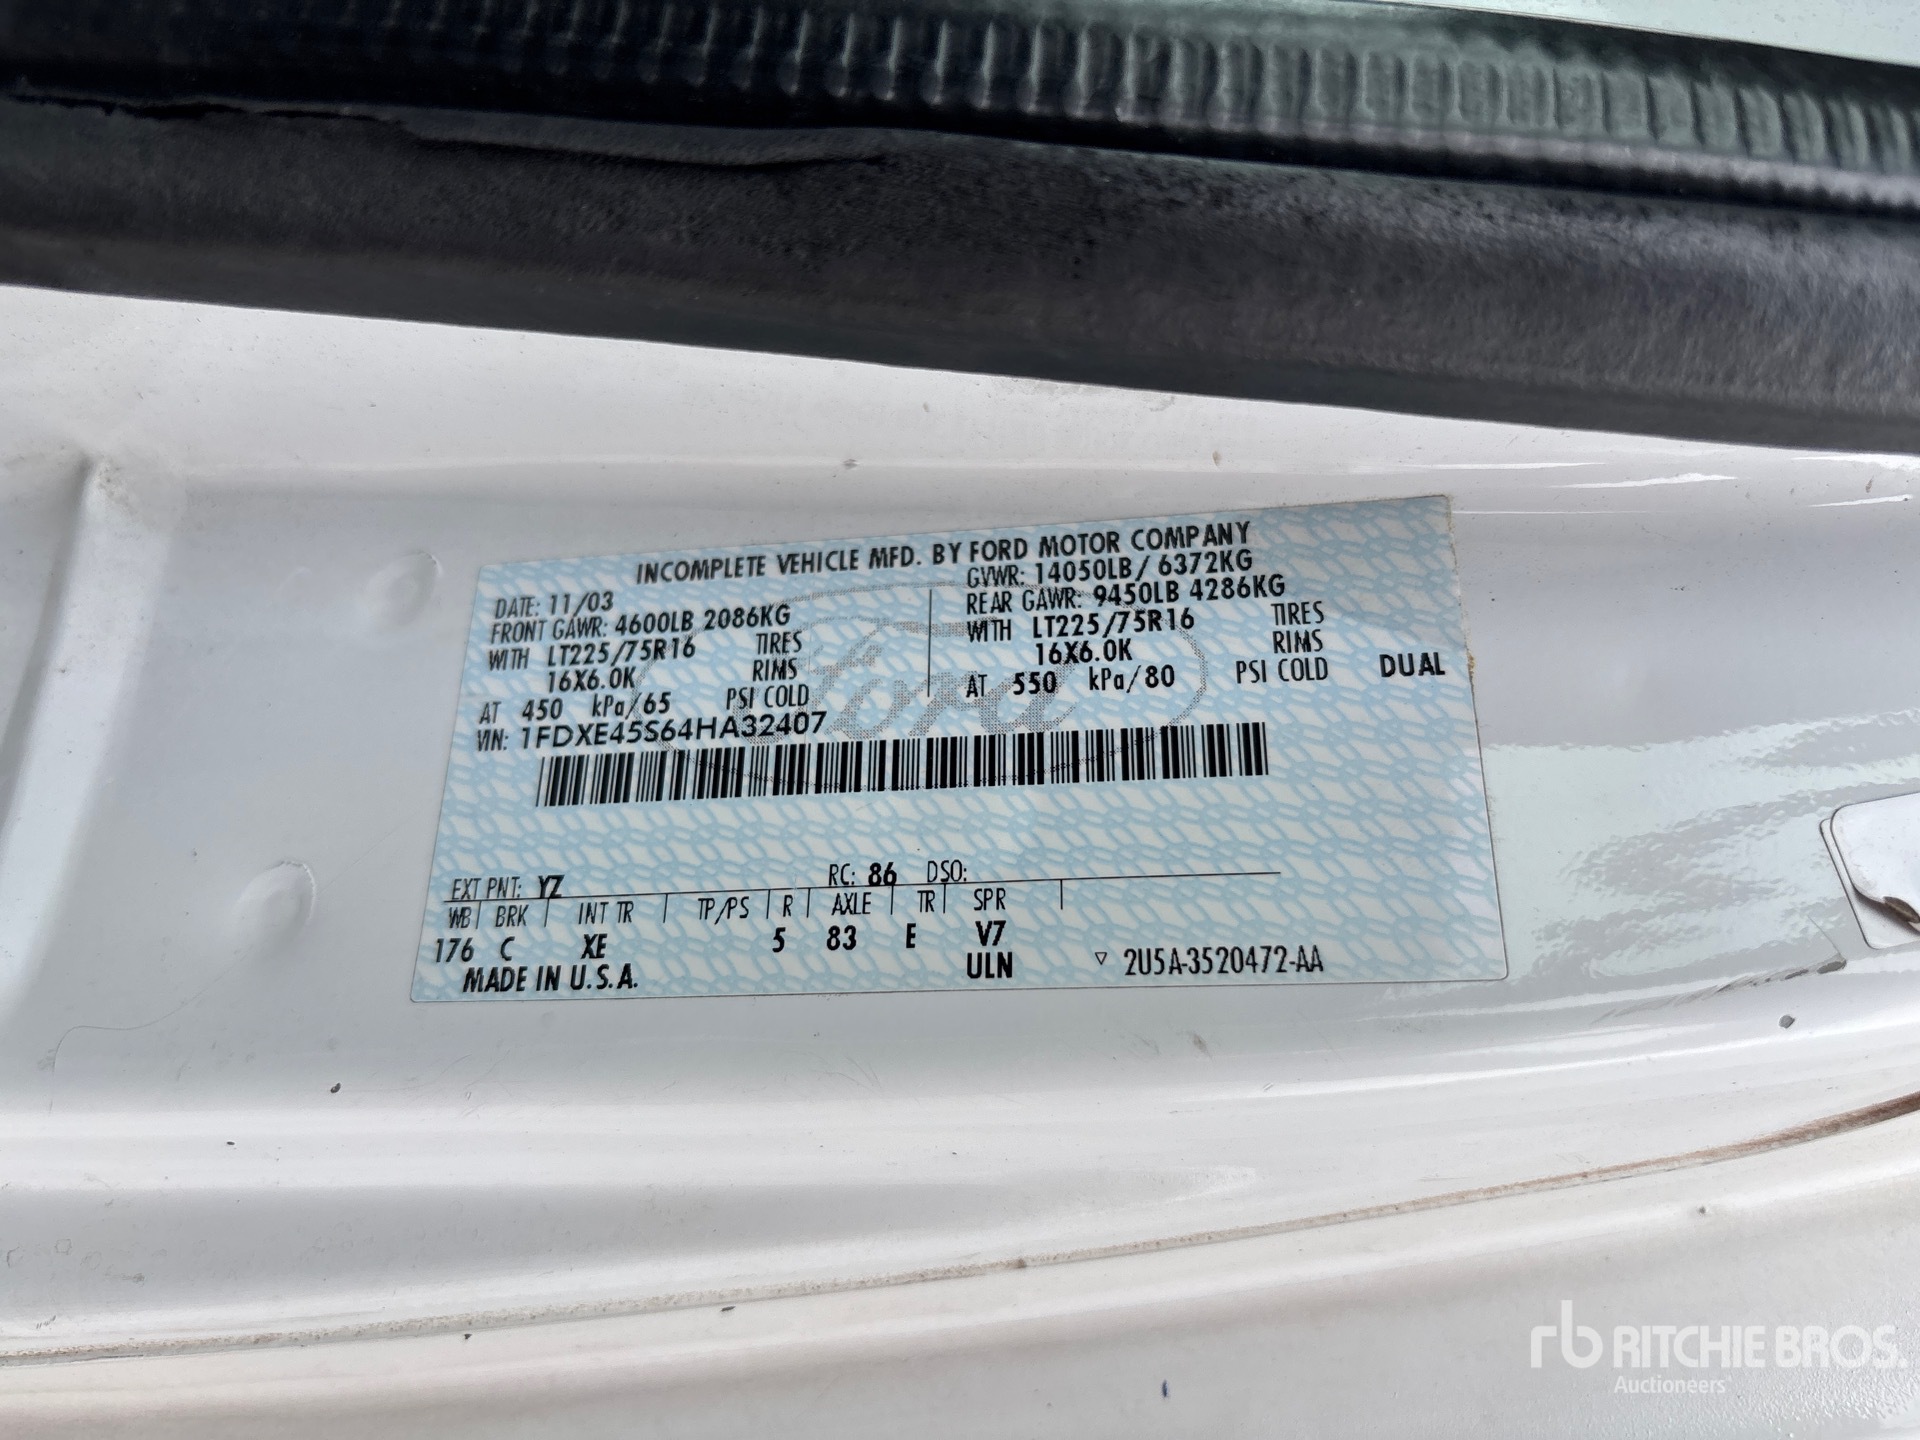 INCOMPLETE VEHICLE MFD. BY FORD MOTOR COMPANY
DATE: 11/03
GVWR: 14050LB / 6372KG
FRONT GAWR: 4600LB 2086KG
REAR GAWR: 9450LB 4286KG
WITH LT225/75R16 TIRES
WITH LT225/75R16 TIRES
16X6.0K RIMS
16X6.0K RIMS
AT 450 kPa/65 PSI COLD
AT 550 kPa/80 PSI COLD DUAL
VIN: 1FDXE45S64HA32407
Ford
EXT PNT: YZ RC: 86 DSO:
WB BRK INT TR TP/PS R AXLE TR SPR
176 C XE 5 83 E V7
MADE IN U.S.A. ULN ▽ 2U5A-3520472-AA
rb RITCHIE BROS.
Auctioneers